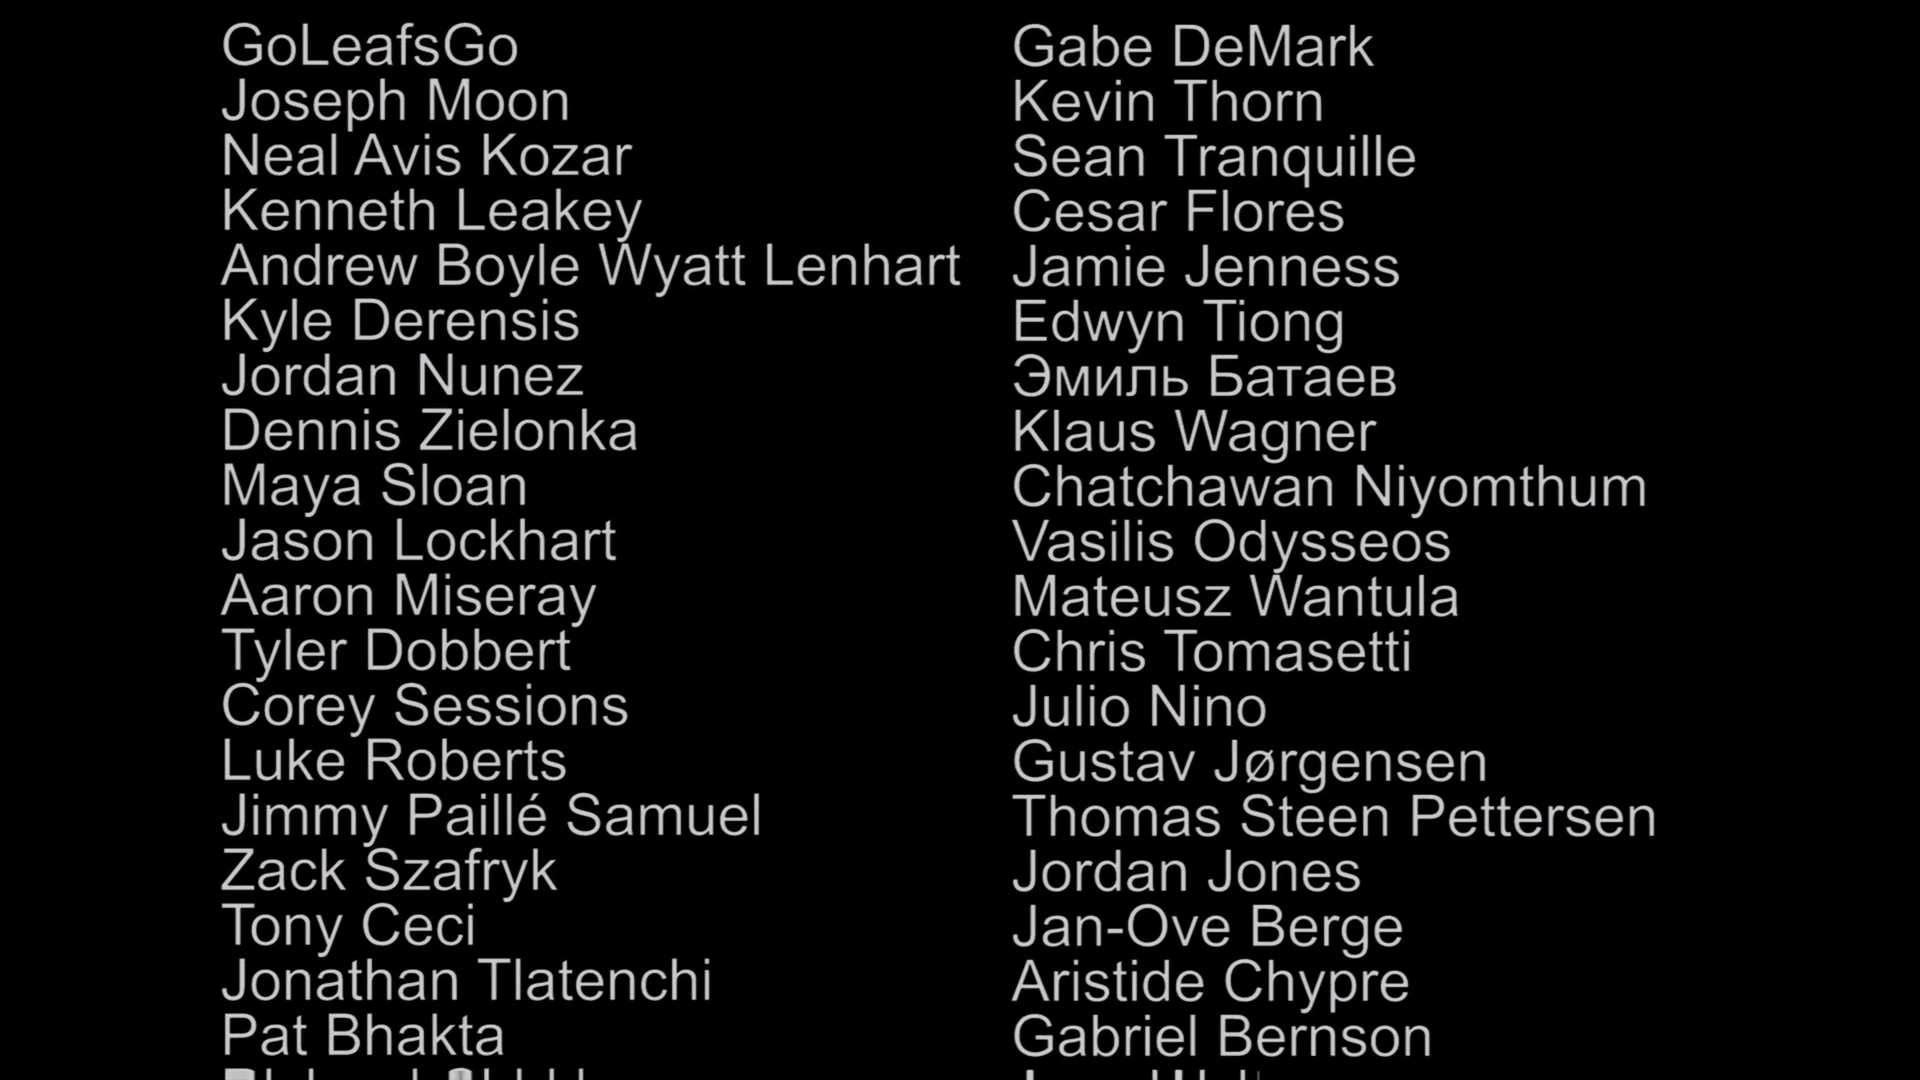 GoLeafsGo
Joseph Moon
Neal Avis Kozar
Kenneth Leakey
Andrew Boyle Wyatt Lenhart
Kyle Derensis
Jordan Nunez
Dennis Zielonka
Maya Sloan
Jason Lockhart
Aaron Miseray
Tyler Dobbert
Corey Sessions
Luke Roberts
Jimmy Paillé Samuel
Zack Szafryk
Tony Ceci
Jonathan Tlatenchi
Pat Bhakta
Gabe DeMark
Kevin Thorn
Sean Tranquille
Cesar Flores
Jamie Jenness
Edwyn Tiong
Эмиль Батаев
Klaus Wagner
Chatchawan Niyomthum
Vasilis Odysseos
Mateusz Wantula
Chris Tomasetti
Julio Nino
Gustav Jørgensen
Thomas Steen Pettersen
Jordan Jones
Jan-Ove Berge
Aristide Chypre
Gabriel Bernson